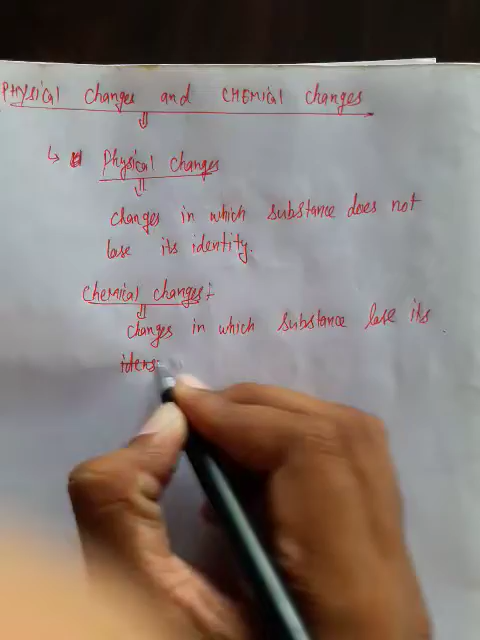 Physical Changes and CHEMICAL changes
Physical changes
changes in which substance does not
lose its identity.
Chemical changes:-
changes in which substance lose its